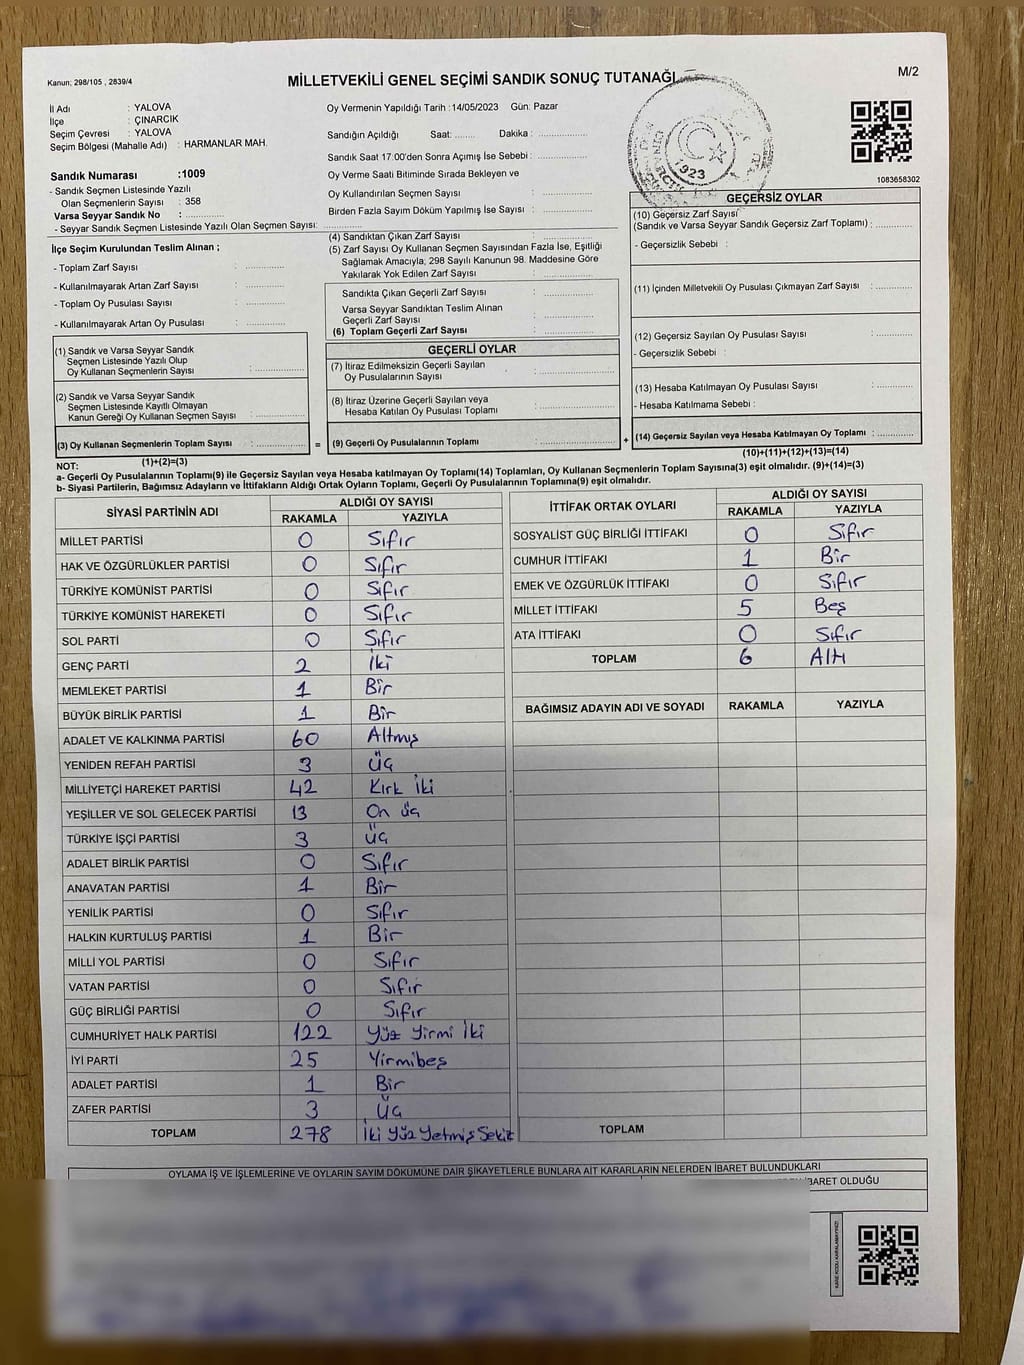 Kanun; 298/105 , 2839/4
MİLLETVEKİLİ GENEL SEÇİMİ SANDIK SONUÇ TUTANAĞI
M/2
İl Adı : YALOVA
İlçe : ÇINARCIK
Seçim Çevresi : YALOVA
Seçim Bölgesi (Mahalle Adı) : HARMANLAR MAH.
Sandık Numarası :1009
- Sandık Seçmen Listesinde Yazılı
Olan Seçmenlerin Sayısı : 358
Varsa Seyyar Sandık No : ..............
- Seyyar Sandık Seçmen Listesinde Yazılı Olan Seçmen Sayısı: ..............
Oy Vermenin Yapıldığı Tarih :14/05/2023 Gün: Pazar
Sandığın Açıldığı Saat: ....... Dakika : ..............
Sandık Saat 17:00'den Sonra Açımış İse Sebebi : ..............
Oy Verme Saati Bitiminde Sırada Bekleyen ve
Oy Kullandırılan Seçmen Sayısı : ..............
Birden Fazla Sayım Döküm Yapılmış İse Sayısı : ..............
1923
1083658302
İlçe Seçim Kurulundan Teslim Alınan ;
- Toplam Zarf Sayısı : ..............
- Kullanılmayarak Artan Zarf Sayısı : ..............
- Toplam Oy Pusulası Sayısı : ..............
- Kullanılmayarak Artan Oy Pusulası : ..............
(4) Sandıktan Çıkan Zarf Sayısı : ..............
(5) Zarf Sayısı Oy Kullanan Seçmen Sayısından Fazla İse, Eşitliği
Sağlamak Amacıyla; 298 Sayılı Kanunun 98. Maddesine Göre
Yakılarak Yok Edilen Zarf Sayısı : ..............
Sandıkta Çıkan Geçerli Zarf Sayısı : ..............
Varsa Seyyar Sandıktan Teslim Alınan
Geçerli Zarf Sayısı : ..............
(6) Toplam Geçerli Zarf Sayısı : ..............
GEÇERSİZ OYLAR
(10) Geçersiz Zarf Sayısı
(Sandık ve Varsa Seyyar Sandık Geçersiz Zarf Toplamı) : ..............
- Geçersizlik Sebebi :
(11) İçinden Milletvekili Oy Pusulası Çıkmayan Zarf Sayısı : ..............
(12) Geçersiz Sayılan Oy Pusulası Sayısı : ..............
- Geçersizlik Sebebi :
(13) Hesaba Katılmayan Oy Pusulası Sayısı : ..............
- Hesaba Katılmama Sebebi :
(1) Sandık ve Varsa Seyyar Sandık
Seçmen Listesinde Yazılı Olup
Oy Kullanan Seçmenlerin Sayısı : ..............
(2) Sandık ve Varsa Seyyar Sandık
Seçmen Listesinde Kayıtlı Olmayan
Kanun Gereği Oy Kullanan Seçmen Sayısı : ..............
GEÇERLİ OYLAR
(7) İtiraz Edilmeksizin Geçerli Sayılan
Oy Pusulalarının Sayısı : ..............
(8) İtiraz Üzerine Geçerli Sayılan veya
Hesaba Katılan Oy Pusulası Toplamı : ..............
(3) Oy Kullanan Seçmenlerin Toplam Sayısı : .............. = (9) Geçerli Oy Pusulalarının Toplamı : .............. + (14) Geçersiz Sayılan veya Hesaba Katılmayan Oy Toplamı : ..............
(1)+(2)=(3)
(10)+(11)+(12)+(13)=(14)
NOT:
a- Geçerli Oy Pusulalarının Toplamı(9) ile Geçersiz Sayılan veya Hesaba katılmayan Oy Toplamı(14) Toplamları, Oy Kullanan Seçmenlerin Toplam Sayısına(3) eşit olmalıdır. (9)+(14)=(3)
b- Siyasi Partilerin, Bağımsız Adayların ve İttifakların Aldığı Ortak Oyların Toplamı, Geçerli Oy Pusulalarının Toplamına(9) eşit olmalıdır.
SİYASİ PARTİNİN ADI ALDIĞI OY SAYISI
RAKAMLA YAZIYLA
MİLLET PARTİSİ 0 Sıfır
HAK VE ÖZGÜRLÜKLER PARTİSİ 0 Sıfır
TÜRKİYE KOMÜNİST PARTİSİ 0 Sıfır
TÜRKİYE KOMÜNİST HAREKETİ 0 Sıfır
SOL PARTİ 0 Sıfır
GENÇ PARTİ 2 İki
MEMLEKET PARTİSİ 1 Bir
BÜYÜK BİRLİK PARTİSİ 1 Bir
ADALET VE KALKINMA PARTİSİ 60 Altmış
YENİDEN REFAH PARTİSİ 3 Üç
MİLLİYETÇİ HAREKET PARTİSİ 42 Kırk İki
YEŞİLLER VE SOL GELECEK PARTİSİ 13 On üç
TÜRKİYE İŞÇİ PARTİSİ 3 Üç
ADALET BİRLİK PARTİSİ 0 Sıfır
ANAVATAN PARTİSİ 1 Bir
YENİLİK PARTİSİ 0 Sıfır
HALKIN KURTULUŞ PARTİSİ 1 Bir
MİLLİ YOL PARTİSİ 0 Sıfır
VATAN PARTİSİ 0 Sıfır
GÜÇ BİRLİĞİ PARTİSİ 0 Sıfır
CUMHURİYET HALK PARTİSİ 122 Yüz Yirmi İki
İYİ PARTİ 25 Yirmibeş
ADALET PARTİSİ 1 Bir
ZAFER PARTİSİ 3 Üç
TOPLAM 278 İki Yüz Yetmiş Sekiz
İTTİFAK ORTAK OYLARI ALDIĞI OY SAYISI
RAKAMLA YAZIYLA
SOSYALİST GÜÇ BİRLİĞİ İTTİFAKI 0 Sıfır
CUMHUR İTTİFAKI 1 Bir
EMEK VE ÖZGÜRLÜK İTTİFAKI 0 Sıfır
MİLLET İTTİFAKI 5 Beş
ATA İTTİFAKI 0 Sıfır
TOPLAM 6 Altı
BAĞIMSIZ ADAYIN ADI VE SOYADI RAKAMLA YAZIYLA
TOPLAM
OYLAMA İŞ VE İŞLEMLERİNE VE OYLARIN SAYIM DÖKÜMÜNE DAİR ŞİKAYETLERLE BUNLARA AİT KARARLARIN NELERDEN İBARET BULUNDUKLARI
İBARET OLDUĞU
KARE KODU KARALAMAYINIZ!